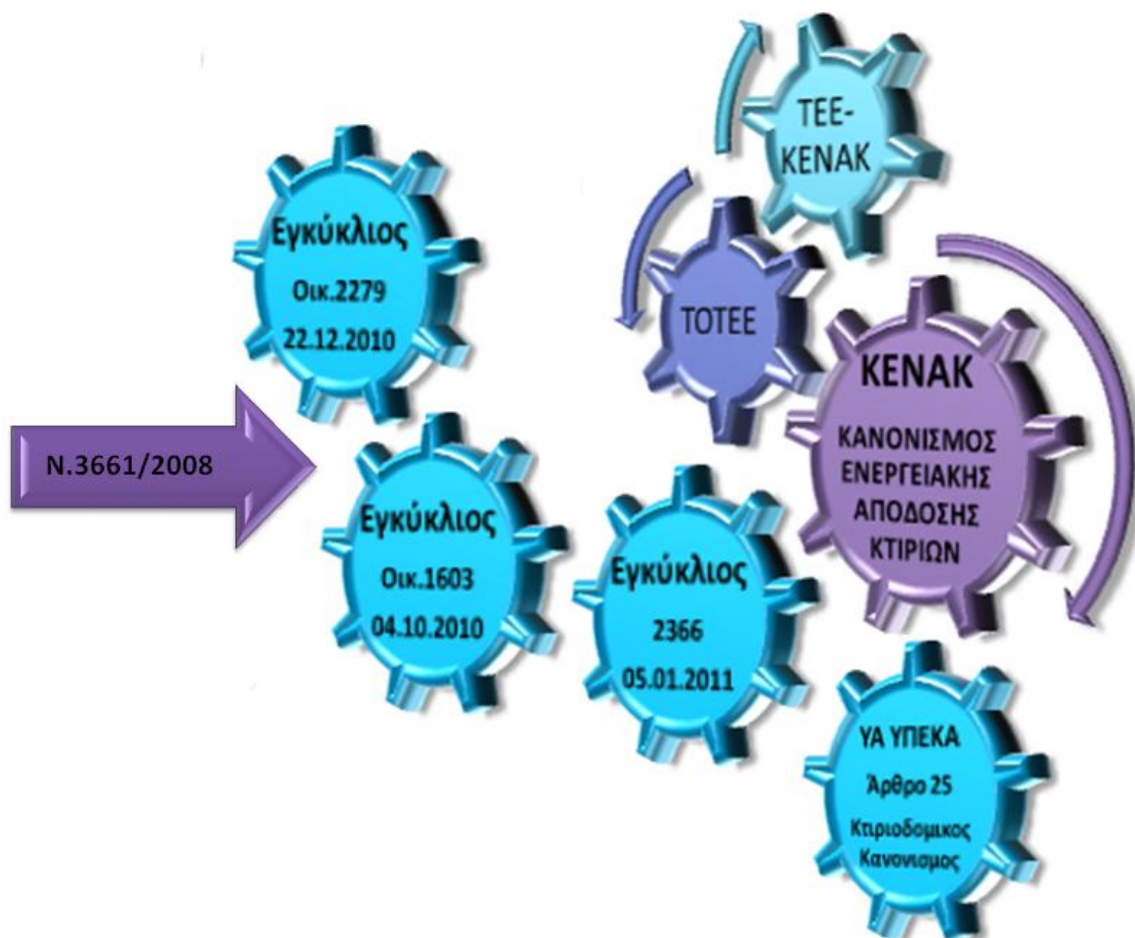 ΤΕΕ-
ΚΕΝΑΚ
Εγκύκλιος
Οικ.2279
22.12.2010
ΤΟΤΕΕ
ΚΕΝΑΚ
ΚΑΝΟΝΙΣΜΟΣ
ΕΝΕΡΓΕΙΑΚΗΣ
ΑΠΟΔΟΣΗΣ
ΚΤΙΡΙΩΝ
Ν.3661/2008
Εγκύκλιος
Οικ.1603
04.10.2010
Εγκύκλιος
2366
05.01.2011
ΥΑ ΥΠΕΚΑ
Άρθρο 25
Κτιριοδομικος
Κανονισμος